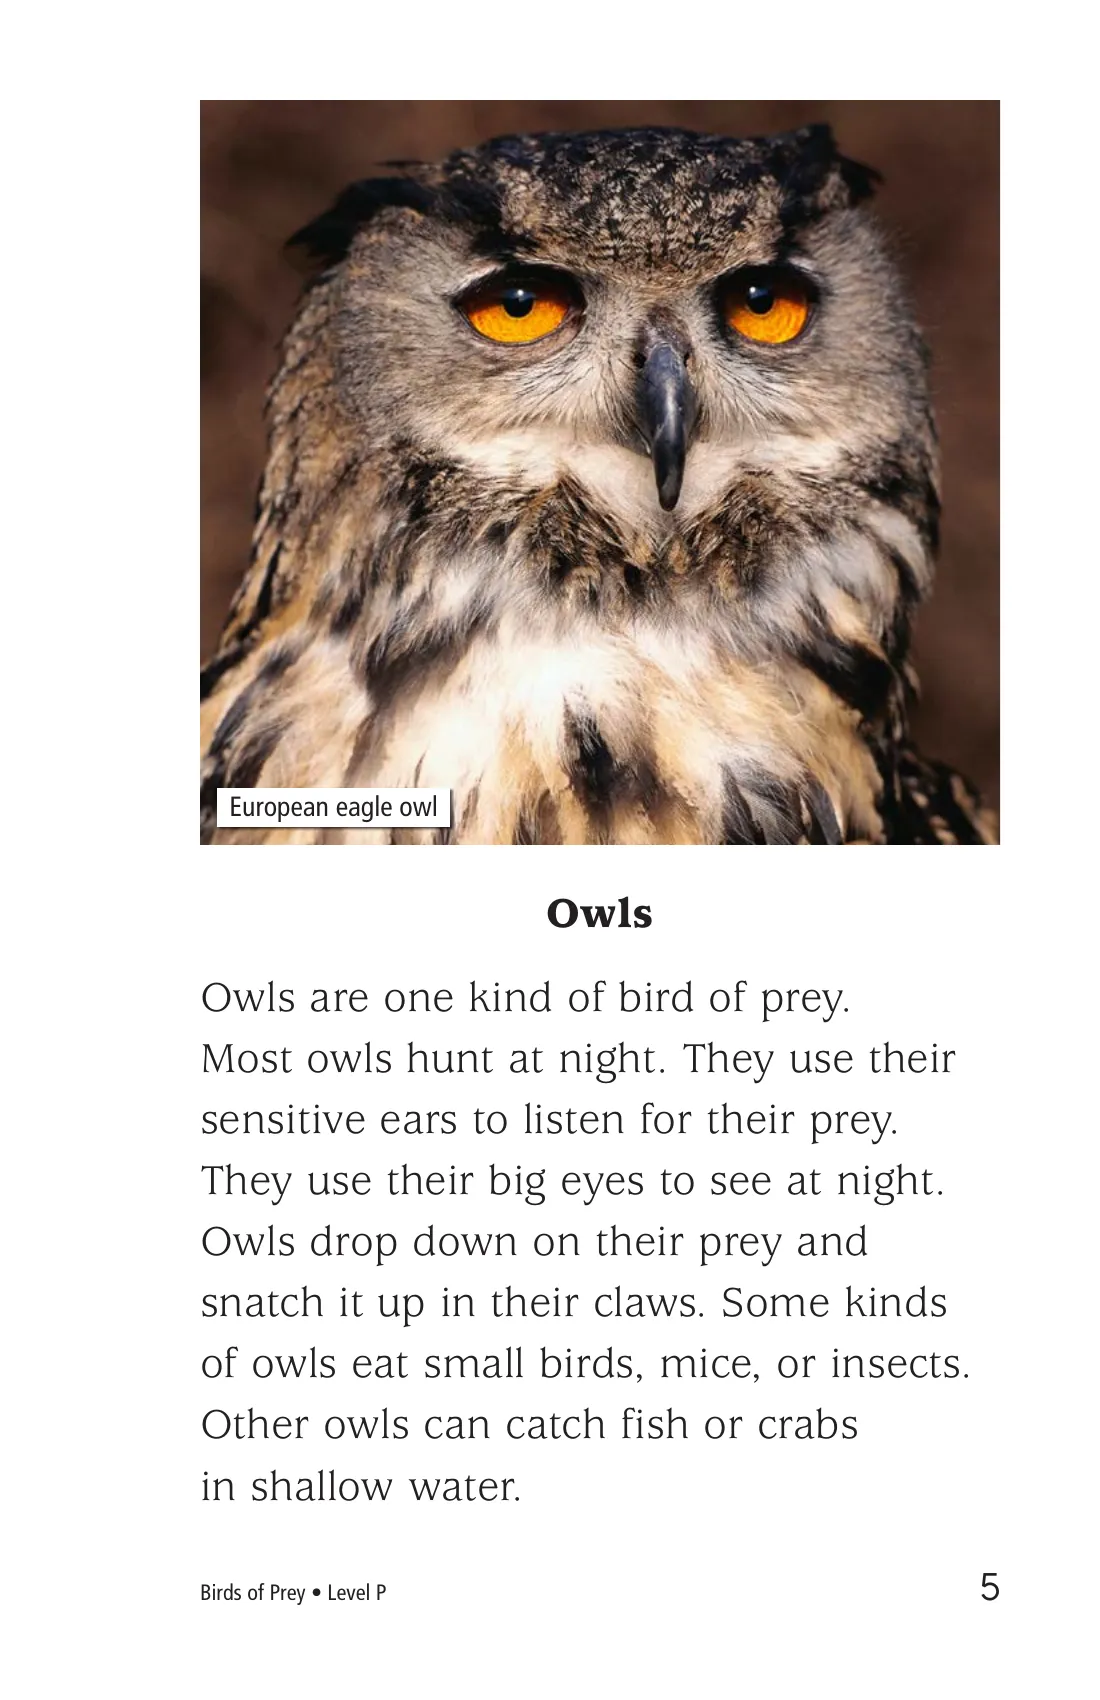 European eagle owl
Owls
Owls are one kind of bird of prey.
Most owls hunt at night. They use their
sensitive ears to listen for their prey.
They use their big eyes to see at night.
Owls drop down on their prey and
snatch it up in their claws. Some kinds
of owls eat small birds, mice, or insects.
Other owls can catch fish or crabs
in shallow water.
Birds of Prey • Level P
5